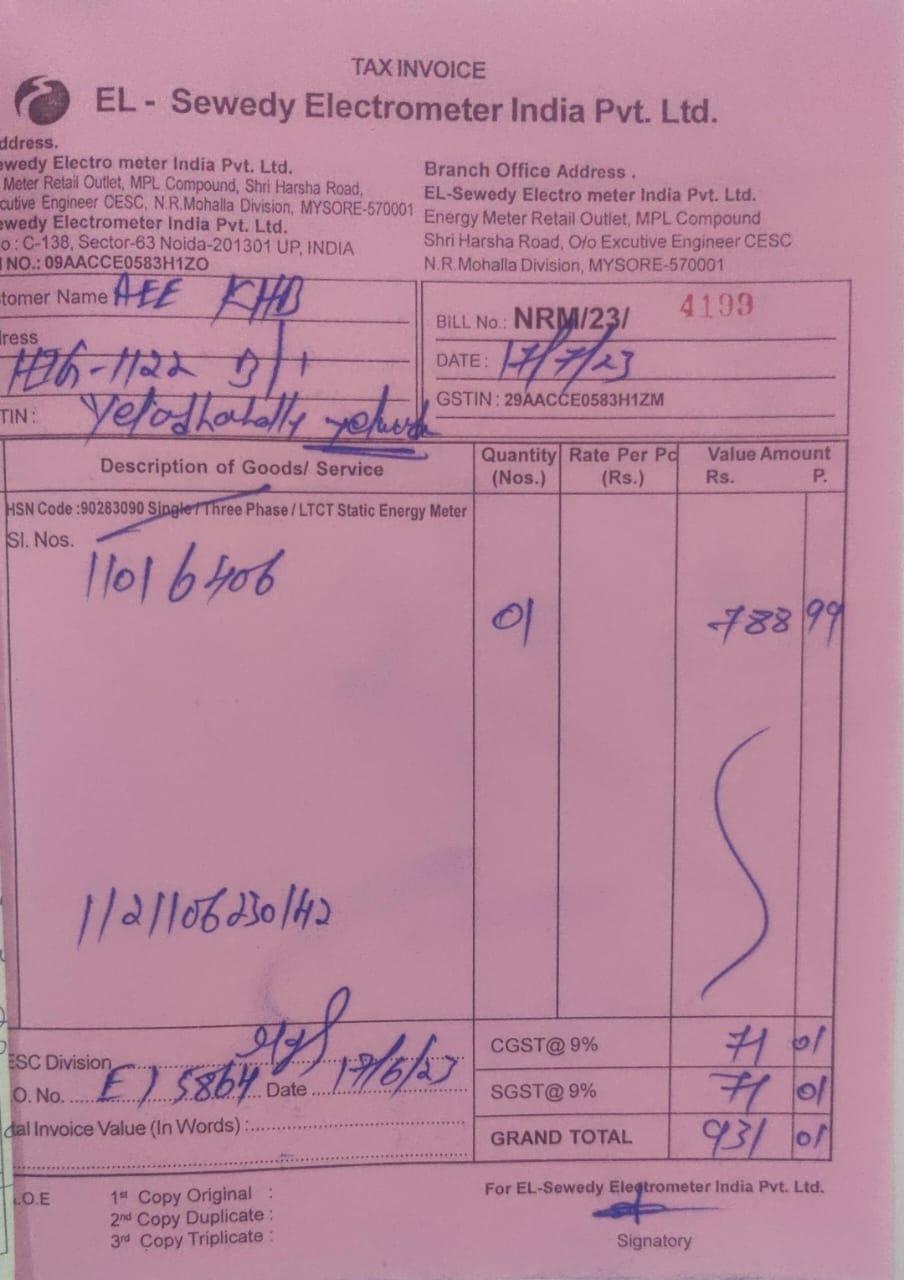 TAX INVOICE
EL - Sewedy Electrometer India Pvt. Ltd.
ddress.
ewedy Electro meter India Pvt. Ltd.
Meter Retail Outlet, MPL Compound, Shri Harsha Road,
cutive Engineer CESC, N.R.Mohalla Division, MYSORE-570001
ewedy Electrometer India Pvt. Ltd.
o : C-138, Sector-63 Noida-201301 UP, INDIA
NO.: 09AACCE0583H1ZO
Branch Office Address .
EL-Sewedy Electro meter India Pvt. Ltd.
Energy Meter Retail Outlet, MPL Compound
Shri Harsha Road, O/o Excutive Engineer CESC
N.R.Mohalla Division, MYSORE-570001
tomer Name AEE KHB
ress
HIG-1122
TIN :
BILL No.: NRM/23/ 4199
DATE : 17/7/23
GSTIN : 29AACCE0583H1ZM
Description of Goods/ Service Quantity (Nos.) Rate Per Pc (Rs.) Value Amount Rs. P.
HSN Code :90283090 Single / Three Phase / LTCT Static Energy Meter
Sl. Nos.
11016406
01 788 99
1121106230142
ESC Division
O. No. E) 5864 Date 17/6/23
tal Invoice Value (In Words) :
CGST@ 9% 71 01
SGST@ 9% 71 01
GRAND TOTAL 931 01
.O.E
1st Copy Original :
2nd Copy Duplicate :
3rd Copy Triplicate :
For EL-Sewedy Electrometer India Pvt. Ltd.
Signatory